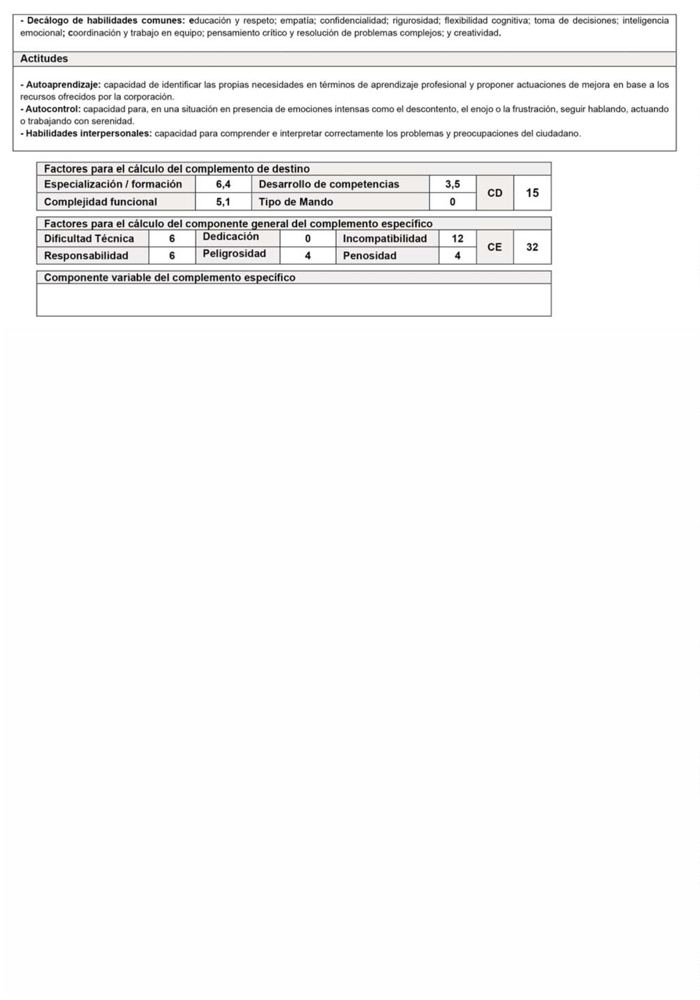 - Decálogo de habilidades comunes: educación y respeto; empatía; confidencialidad; rigurosidad; flexibilidad cognitiva; toma de decisiones; inteligencia
emocional; coordinación y trabajo en equipo; pensamiento crítico y resolución de problemas complejos; y creatividad.
Actitudes
- Autoaprendizaje: capacidad de identificar las propias necesidades en términos de aprendizaje profesional y proponer actuaciones de mejora en base a los
recursos ofrecidos por la corporación.
- Autocontrol: capacidad para, en una situación en presencia de emociones intensas como el descontento, el enojo o la frustración, seguir hablando, actuando
o trabajando con serenidad.
- Habilidades interpersonales: capacidad para comprender e interpretar correctamente los problemas y preocupaciones del ciudadano.
Factores para el cálculo del complemento de destino
Especialización / formación 6,4 Desarrollo de competencias 3,5 CD 15
Complejidad funcional 5,1 Tipo de Mando 0
Factores para el cálculo del componente general del complemento específico
Dificultad Técnica 6 Dedicación 0 Incompatibilidad 12 CE 32
Responsabilidad 6 Peligrosidad 4 Penosidad 4
Componente variable del complemento específico